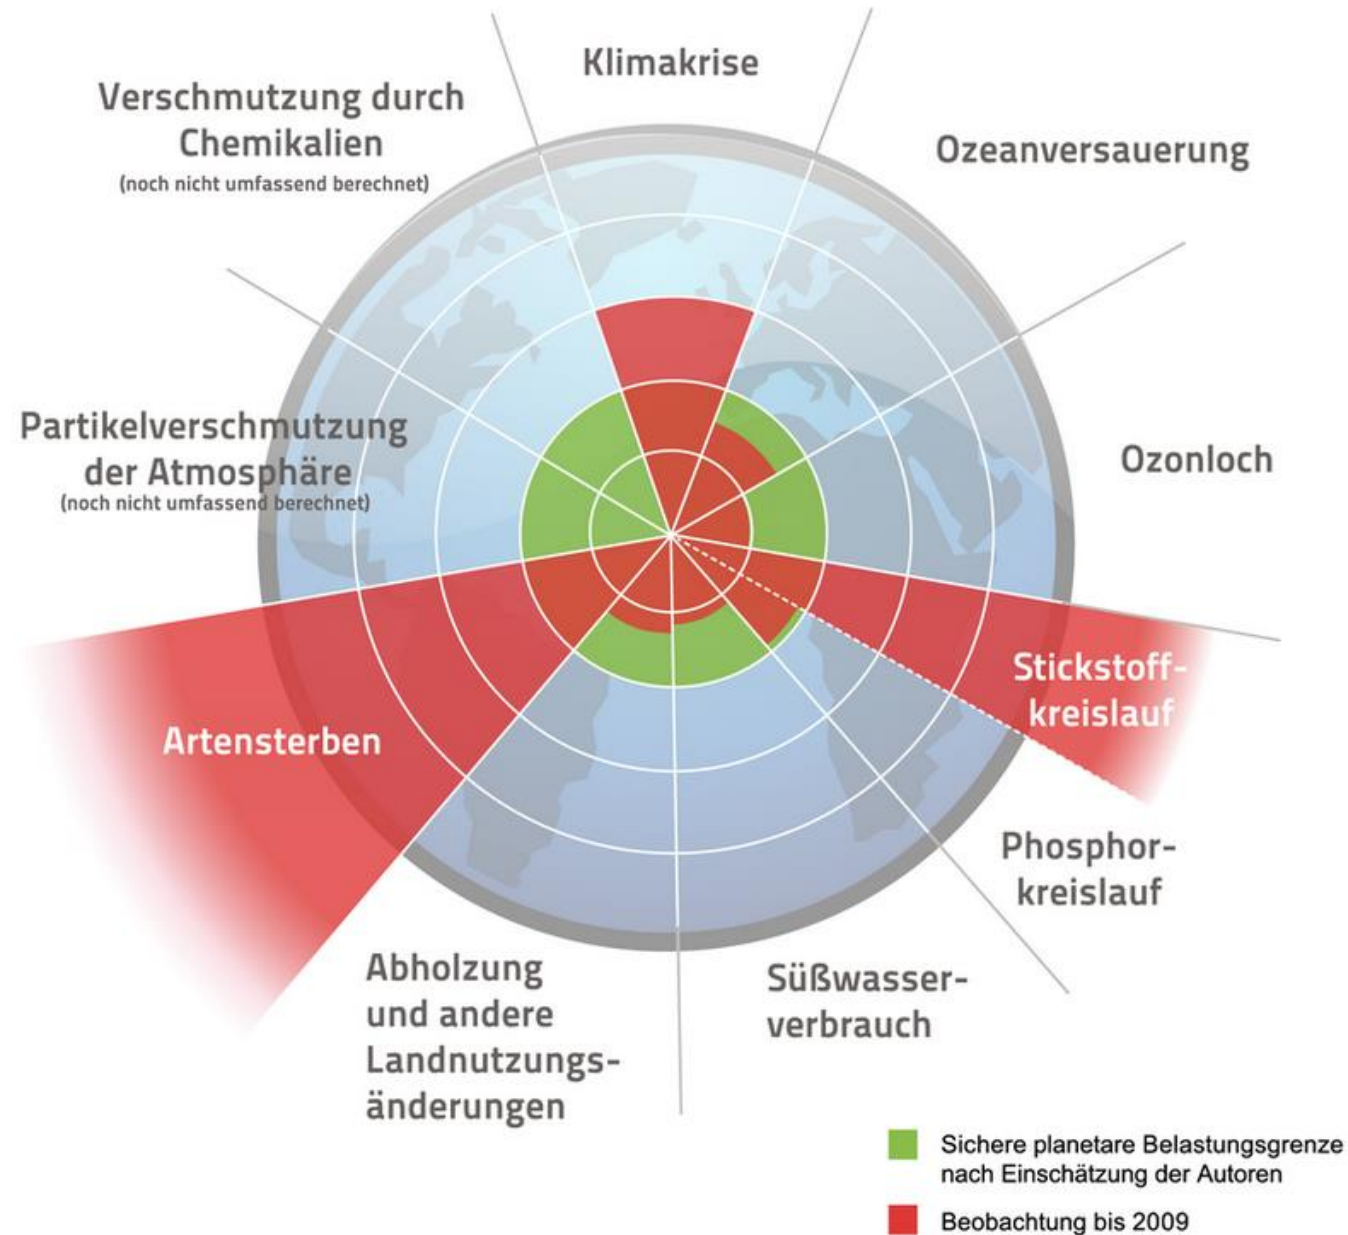 Klimakrise
Verschmutzung durch
Chemikalien
(noch nicht umfassend berechnet)
Ozeanversauerung
Partikelverschmutzung
der Atmosphäre
(noch nicht umfassend berechnet)
Ozonloch
Stickstoff-
kreislauf
Artensterben
Phosphor-
kreislauf
Abholzung
und andere
Landnutzungs-
änderungen
Süßwasser-
verbrauch
Sichere planetare Belastungsgrenze
nach Einschätzung der Autoren
Beobachtung bis 2009